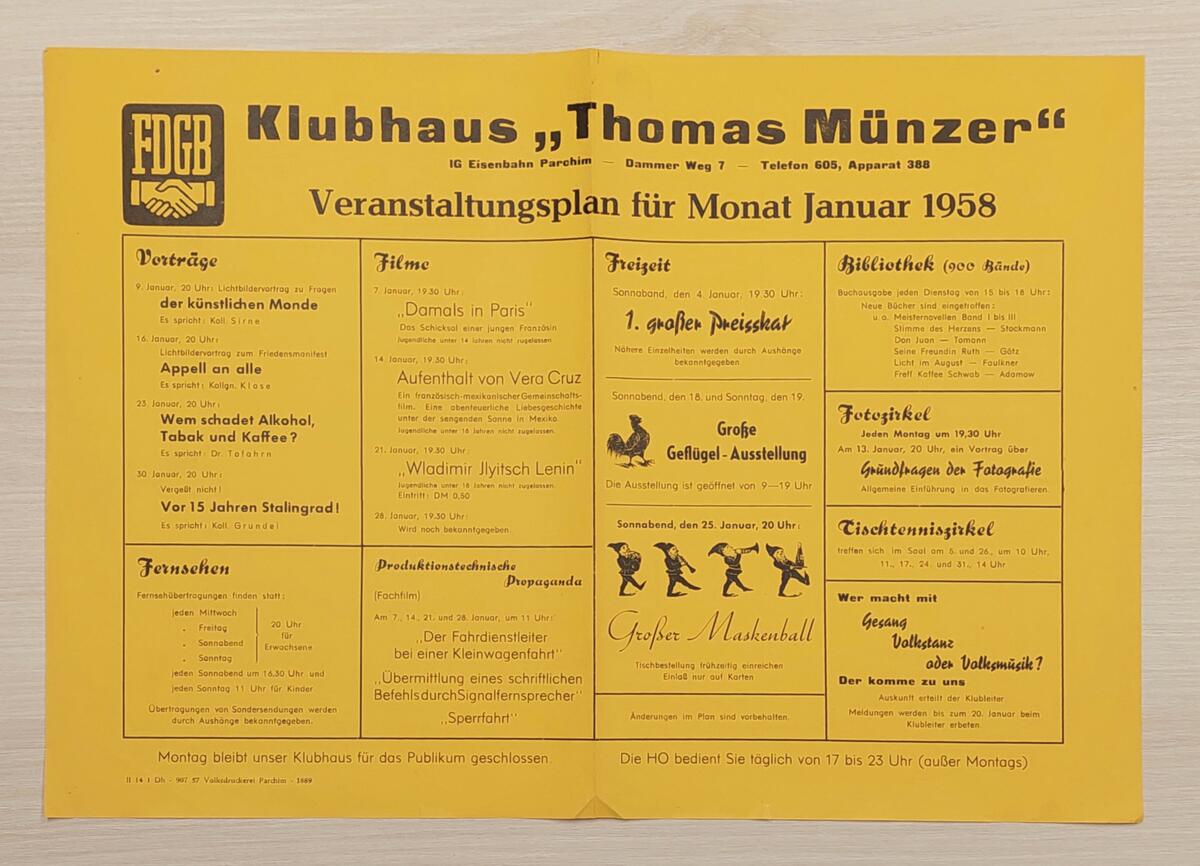 FDGB
Klubhaus „Thomas Münzer“
IG Eisenbahn Parchim — Dammer Weg 7 — Telefon 605, Apparat 388
Veranstaltungsplan für Monat Januar 1958
Vorträge
9. Januar, 20 Uhr: Lichtbildervortrag zu Fragen
der künstlichen Monde
Es spricht: Koll. Sirne
16. Januar, 20 Uhr:
Lichtbildervortrag zum Friedensmanifest
Appell an alle
Es spricht: Kollgn. Klose
23. Januar, 20 Uhr:
Wem schadet Alkohol,
Tabak und Kaffee?
Es spricht: Dr. Tofahrn
30. Januar, 20 Uhr:
Vergeßt nicht!
Vor 15 Jahren Stalingrad!
Es spricht: Koll. Grundel
Fernsehen
Fernsehübertragungen finden statt:
jeden Mittwoch
„ Freitag
„ Sonnabend
„ Sonntag
20 Uhr
für
Erwachsene
jeden Sonnabend um 16,30 Uhr und
jeden Sonntag 11 Uhr für Kinder
Übertragungen von Sondersendungen werden
durch Aushänge bekanntgegeben.
Filme
7. Januar, 19.30 Uhr:
„Damals in Paris“
Das Schicksal einer jungen Französin
Jugendliche unter 14 Jahren nicht zugelassen
14. Januar, 19.30 Uhr:
Aufenthalt von Vera Cruz
Ein französisch-mexikanischer Gemeinschafts-
film. Eine abenteuerliche Liebesgeschichte
unter der sengenden Sonne in Mexiko.
Jugendliche unter 18 Jahren nicht zugelassen.
21. Januar, 19.30 Uhr:
„Wladimir Jlyitsch Lenin“
Jugendliche unter 18 Jahren nicht zugelassen.
Eintritt: DM 0,50
28. Januar, 19.30 Uhr:
Wird noch bekanntgegeben.
Produktionstechnische
Propaganda
(Fachfilm)
Am 7., 14., 21. und 28. Januar, um 11 Uhr:
„Der Fahrdienstleiter
bei einer Kleinwagenfahrt“
„Übermittlung eines schriftlichen
Befehls durch Signalfernsprecher“
„Sperrfahrt“
Freizeit
Sonnabend, den 4. Januar, 19.30 Uhr:
1. großer Preisskat
Nähere Einzelheiten werden durch Aushänge
bekanntgegeben
Sonnabend, den 18. und Sonntag, den 19.
Große
Geflügel-Ausstellung
Die Ausstellung ist geöffnet von 9—19 Uhr
Sonnabend, den 25. Januar, 20 Uhr:
Großer Maskenball
Tischbestellung frühzeitig einreichen
Einlaß nur auf Karten
Änderungen im Plan sind vorbehalten.
Bibliothek (900 Bände)
Buchausgabe jeden Dienstag von 15 bis 18 Uhr:
Neue Bücher sind eingetroffen:
u. a. Meisternovellen Band I bis III
Stimme des Herzens — Stockmann
Don Juan — Tomann
Seine Freundin Ruth — Götz
Licht im August — Faulkner
Freff Kaffee Schwab — Adamow
Fotozirkel
Jeden Montag um 19,30 Uhr
Am 13. Januar, 20 Uhr, ein Vortrag über
Grundfragen der Fotografie
Allgemeine Einführung in das Fotografieren.
Tischtenniszirkel
treffen sich im Saal am 5. und 26., um 10 Uhr,
11., 17., 24. und 31., 14 Uhr
Wer macht mit
Gesang
Volkstanz
oder Volksmusik?
Der komme zu uns
Auskunft erteilt der Klubleiter
Meldungen werden bis zum 20. Januar beim
Klubleiter erbeten.
Montag bleibt unser Klubhaus für das Publikum geschlossen.
Die HO bedient Sie täglich von 17 bis 23 Uhr (außer Montags)
II 14 1 Dh - 907 57 Volksdruckerei Parchim - 1889